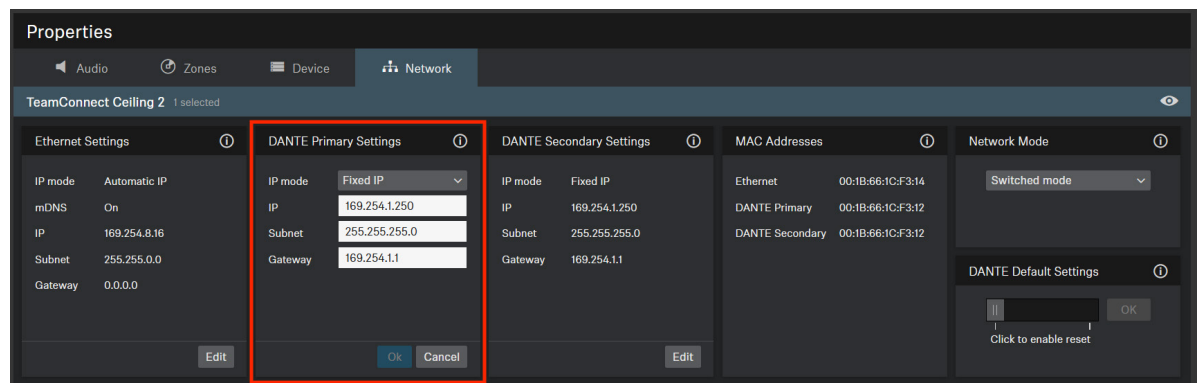 Properties
Audio
Zones
Device
Network
TeamConnect Ceiling 2 1 selected
Ethernet Settings
IP mode Automatic IP
mDNS On
IP 169.254.8.16
Subnet 255.255.0.0
Gateway 0.0.0.0
Edit
DANTE Primary Settings
IP mode Fixed IP
IP 169.254.1.250
Subnet 255.255.255.0
Gateway 169.254.1.1
Ok Cancel
DANTE Secondary Settings
IP mode Fixed IP
IP 169.254.1.250
Subnet 255.255.255.0
Gateway 169.254.1.1
Edit
MAC Addresses
Ethernet 00:1B:66:1C:F3:14
DANTE Primary 00:1B:66:1C:F3:12
DANTE Secondary 00:1B:66:1C:F3:12
Network Mode
Switched mode
DANTE Default Settings
OK
Click to enable reset